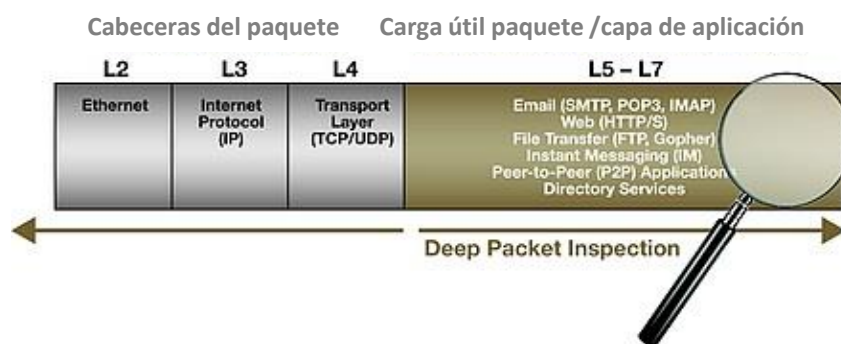 Cabeceras del paquete Carga útil paquete /capa de aplicación
L2 L3 L4 L5 – L7
Ethernet
Internet
Protocol
(IP)
Transport
Layer
(TCP/UDP)
Email (SMTP, POP3, IMAP)
Web (HTTP/S)
File Transfer (FTP, Gopher)
Instant Messaging (IM)
Peer-to-Peer (P2P) Applications
Directory Services
Deep Packet Inspection